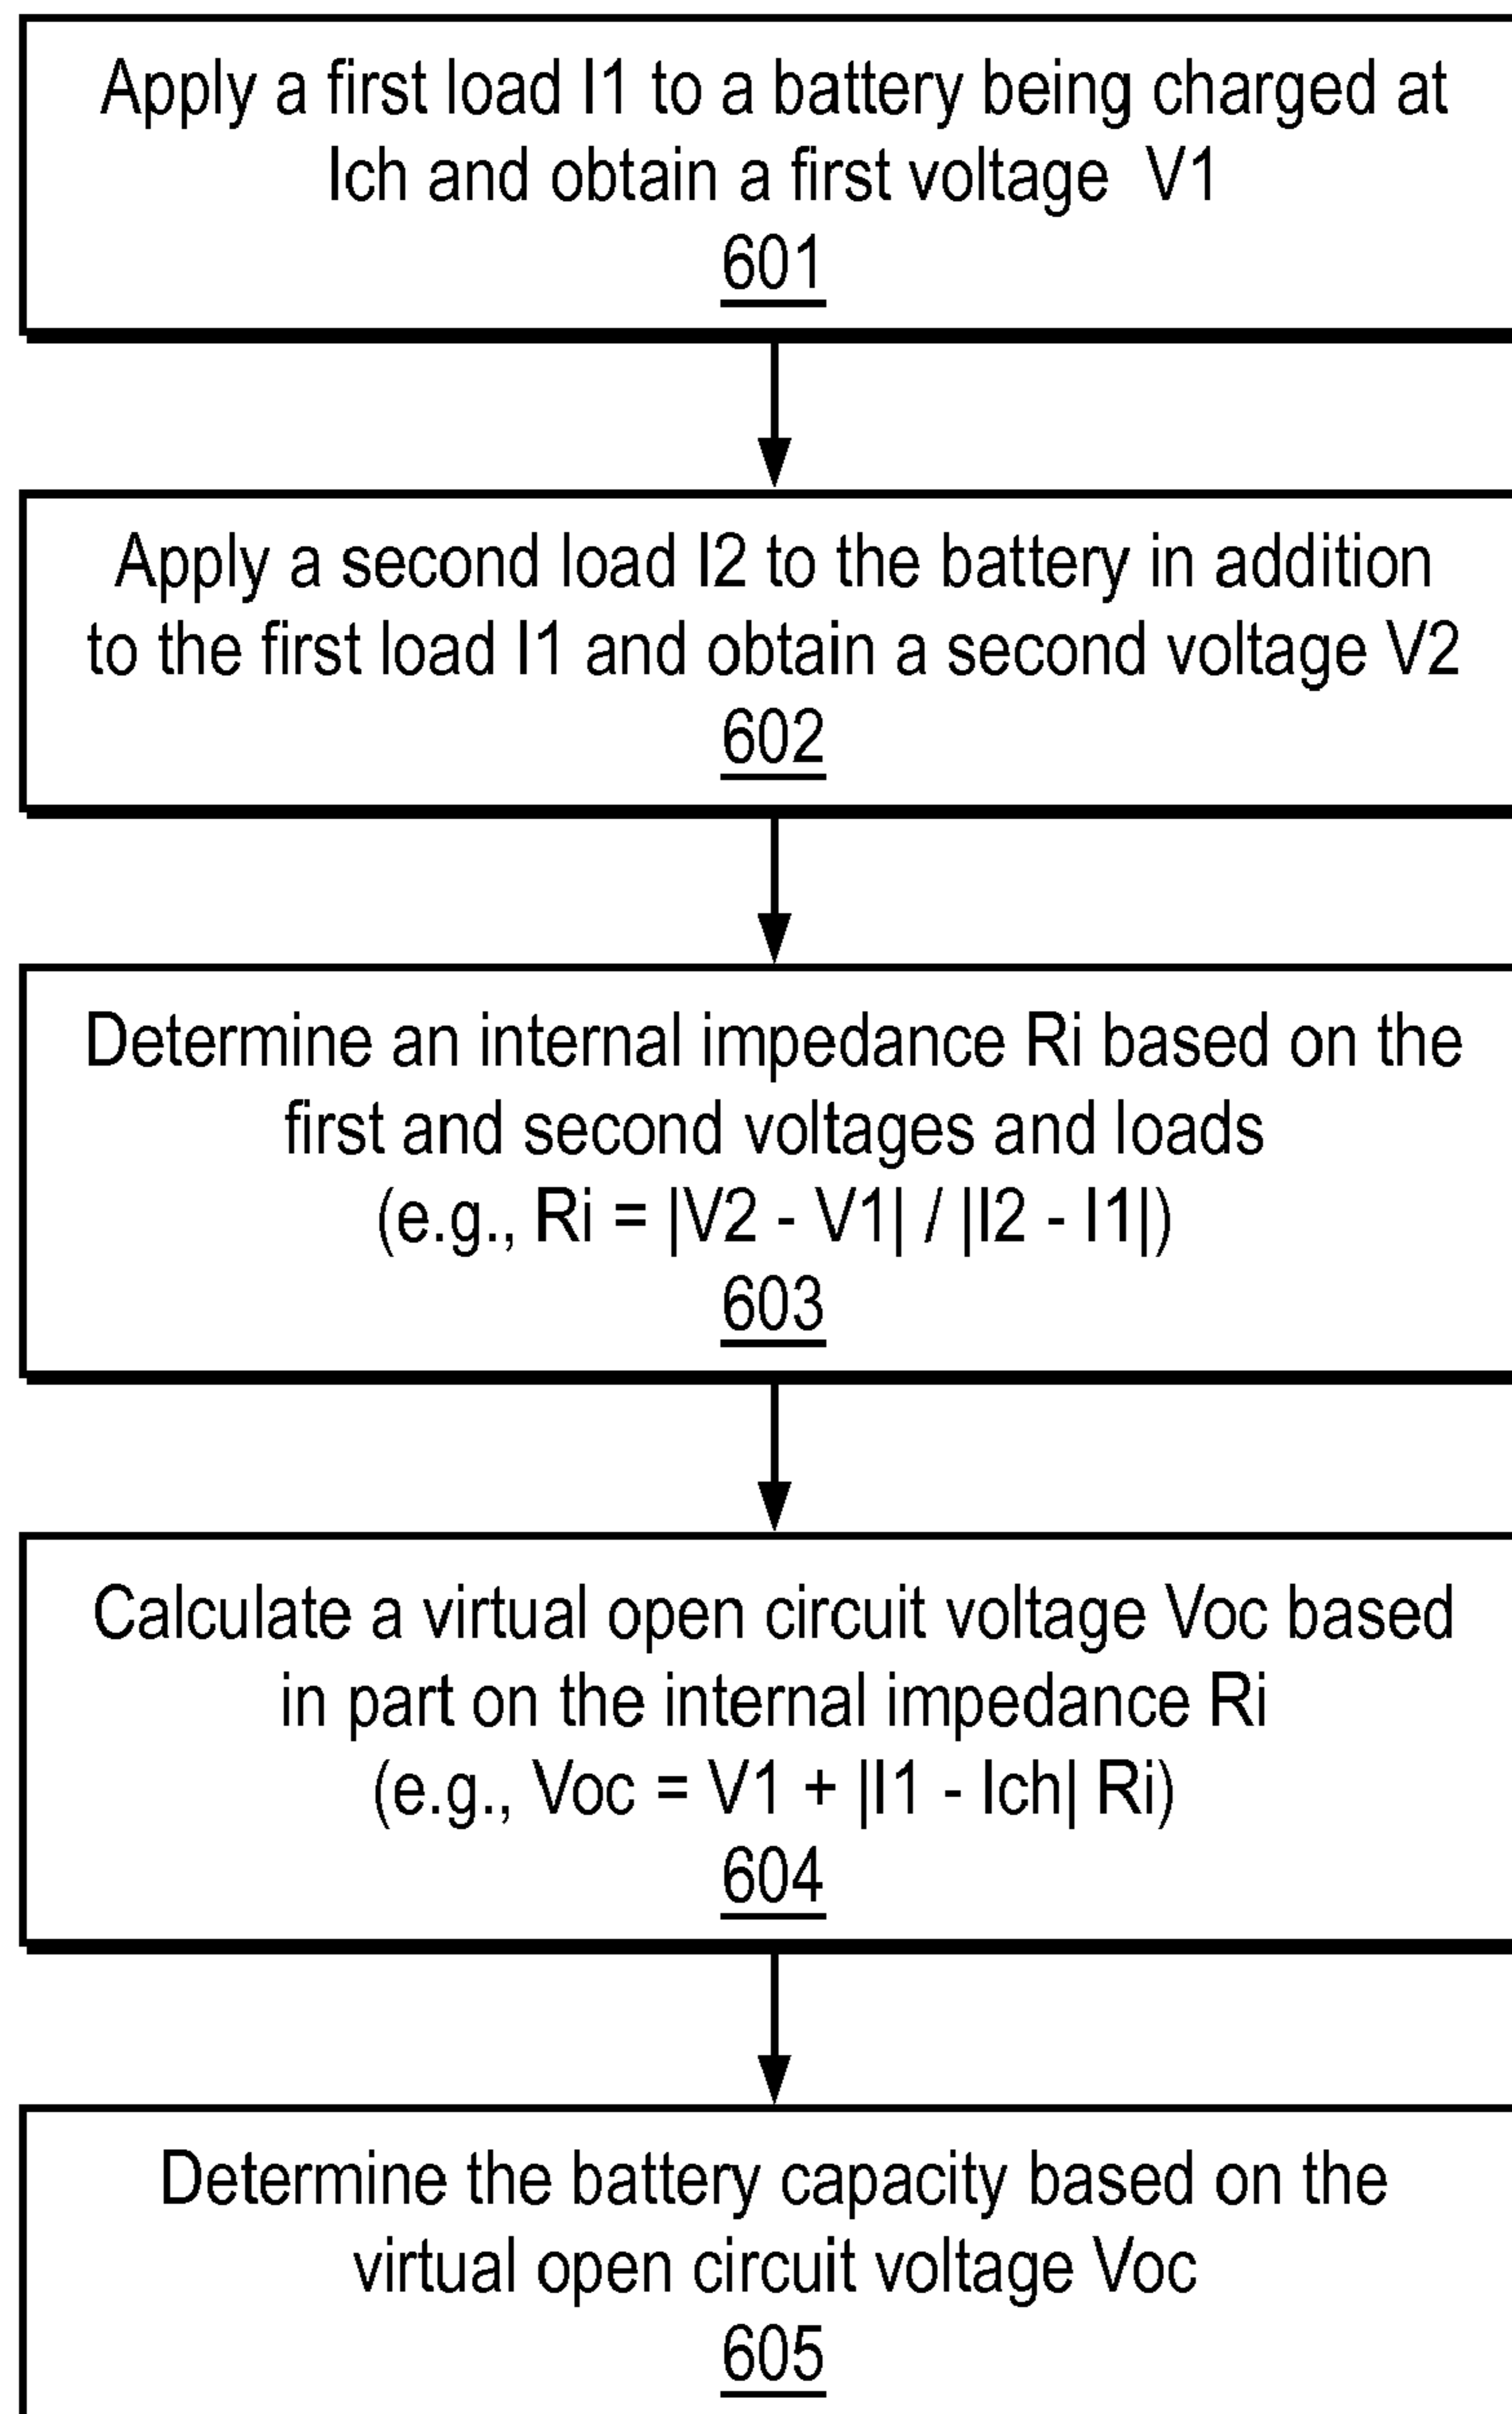 Apply a first load I1 to a battery being charged at
Ich and obtain a first voltage V1
601
Apply a second load I2 to the battery in addition
to the first load I1 and obtain a second voltage V2
602
Determine an internal impedance Ri based on the
first and second voltages and loads
(e.g., Ri = |V2 - V1| / |I2 - I1|)
603
Calculate a virtual open circuit voltage Voc based
in part on the internal impedance Ri
(e.g., Voc = V1 + |I1 - Ich| Ri)
604
Determine the battery capacity based on the
virtual open circuit voltage Voc
605